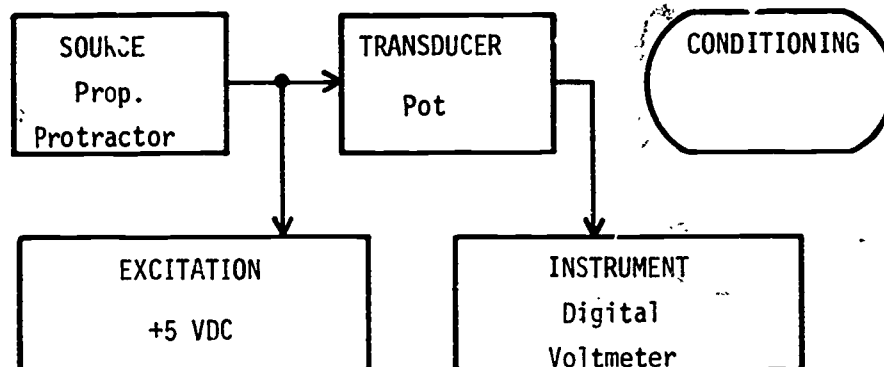 SOURCE
Prop.
Protractor
TRANSDUCER
Pot
CONDITIONING
EXCITATION
+5 VDC
INSTRUMENT
Digital
Voltmeter